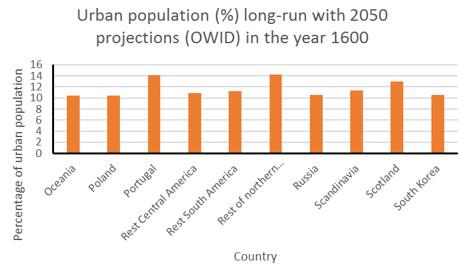 Urban population (%) long-run with 2050
projections (OWID) in the year 1600
Percentage of urban population
16
14
12
10
8
6
4
2
0
Oceania
Poland
Portugal
Rest Central America
Rest South America
Rest of northern...
Russia
Scandinavia
Scotland
South Korea
Country